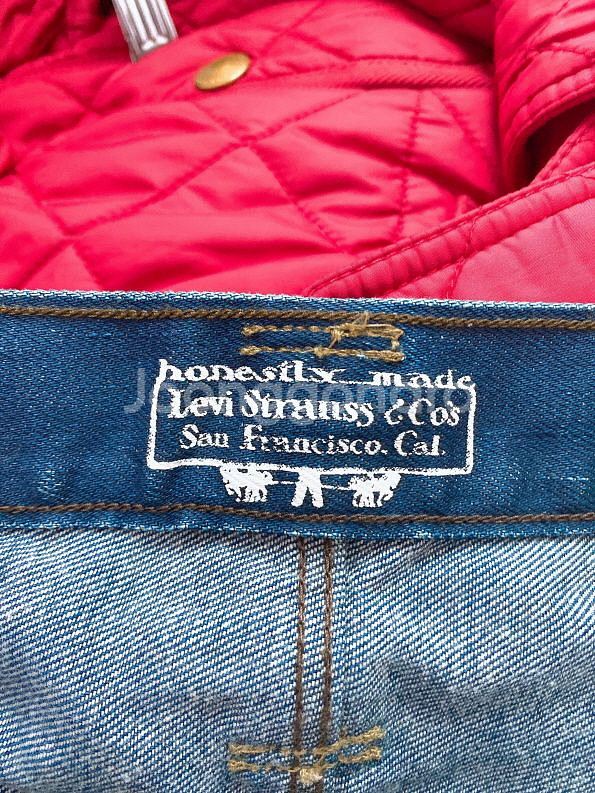 honestly made
Levi Strauss & Co's
San Francisco. Cal.